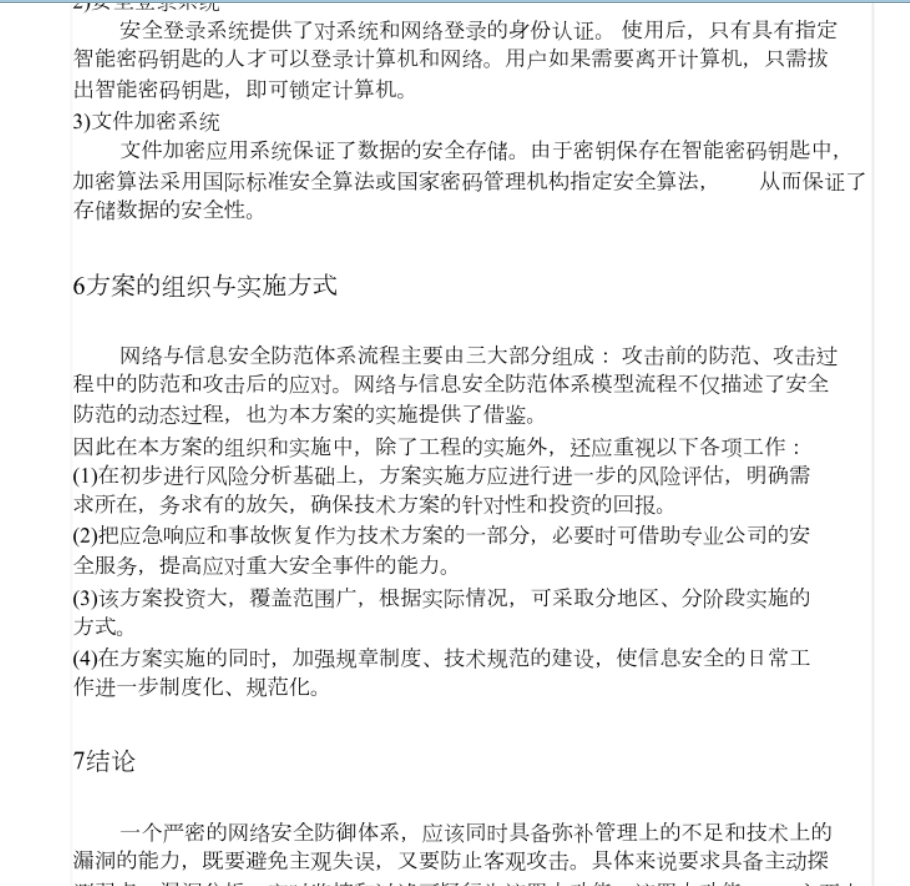 2)安全登录系统
安全登录系统提供了对系统和网络登录的身份认证。 使用后，只有具有指定
智能密码钥匙的人才可以登录计算机和网络。用户如果需要离开计算机，只需拔
出智能密码钥匙，即可锁定计算机。
3)文件加密系统
文件加密应用系统保证了数据的安全存储。由于密钥保存在智能密码钥匙中，
加密算法采用国际标准安全算法或国家密码管理机构指定安全算法， 从而保证了
存储数据的安全性。
6方案的组织与实施方式
网络与信息安全防范体系流程主要由三大部分组成：攻击前的防范、攻击过
程中的防范和攻击后的应对。网络与信息安全防范体系模型流程不仅描述了安全
防范的动态过程，也为本方案的实施提供了借鉴。
因此在本方案的组织和实施中，除了工程的实施外，还应重视以下各项工作：
(1)在初步进行风险分析基础上，方案实施方应进行进一步的风险评估，明确需
求所在，务求有的放矢，确保技术方案的针对性和投资的回报。
(2)把应急响应和事故恢复作为技术方案的一部分，必要时可借助专业公司的安
全服务，提高应对重大安全事件的能力。
(3)该方案投资大，覆盖范围广，根据实际情况，可采取分地区、分阶段实施的
方式。
(4)在方案实施的同时，加强规章制度、技术规范的建设，使信息安全的日常工
作进一步制度化、规范化。
7结论
一个严密的网络安全防御体系，应该同时具备弥补管理上的不足和技术上的
漏洞的能力，既要避免主观失误，又要防止客观攻击。具体来说要求具备主动探